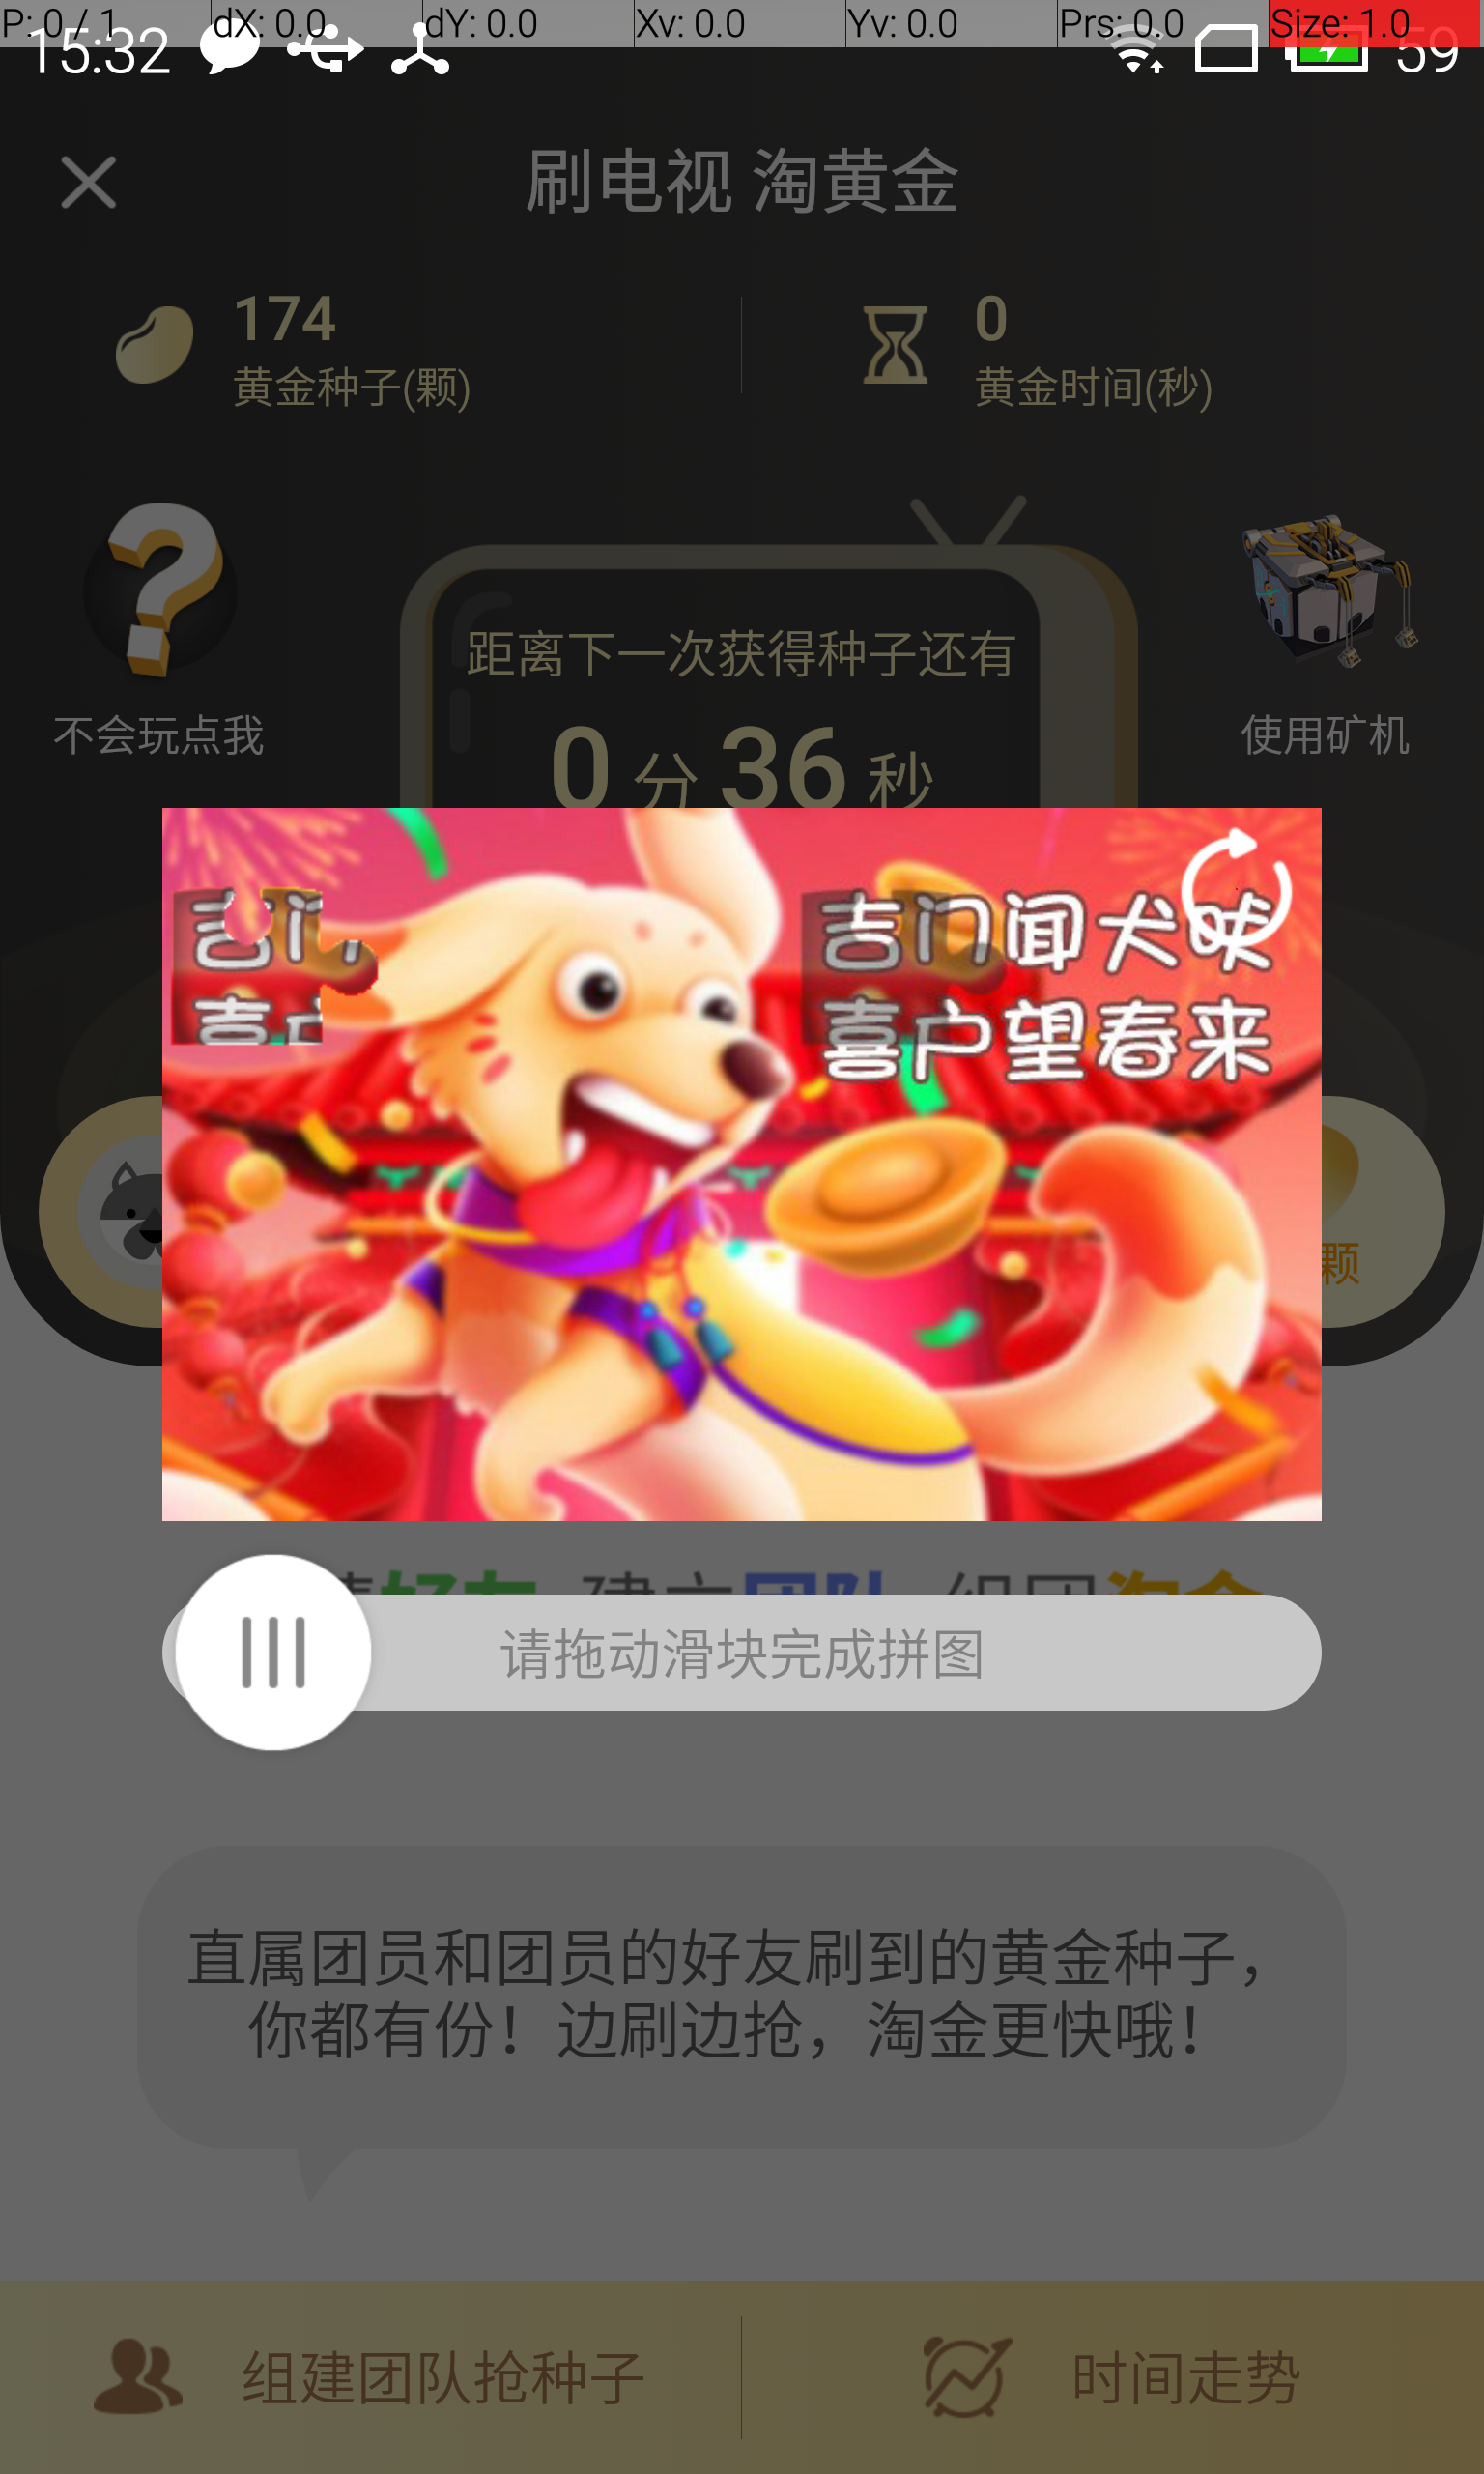 P: 0 / 1 dX: 0.0 dY: 0.0 Xv: 0.0 Yv: 0.0 Prs: 0.0 Size: 1.0
15:32 59
刷电视 淘黄金
174
黄金种子(颗)
0
黄金时间(秒)
不会玩点我
距离下一次获得种子还有
0 分 36 秒
使用矿机
吉门闻犬吠
喜户望春来
颗
请拖动滑块完成拼图
直属团员和团员的好友刷到的黄金种子，
你都有份！边刷边抢，淘金更快哦！
组建团队抢种子
时间走势